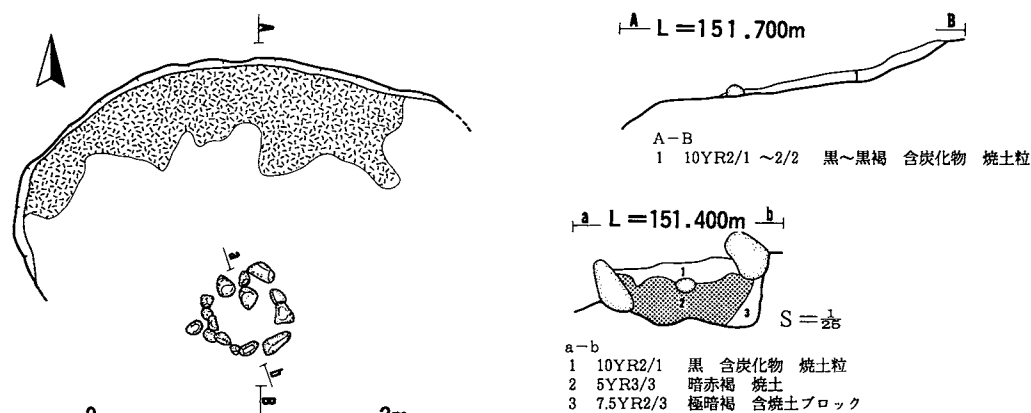 A
A L=151.700m B
A-B
1 10YR2/1 ~2/2 黒~黒褐 含炭化物 焼土粒
a L=151.400m b
1
2
3
S=1/25
a
b
B
a-b
1 10YR2/1 黒 含炭化物 焼土粒
2 5YR3/3 暗赤褐 焼土
3 7.5YR2/3 極暗褐 含焼土ブロック
0 2m